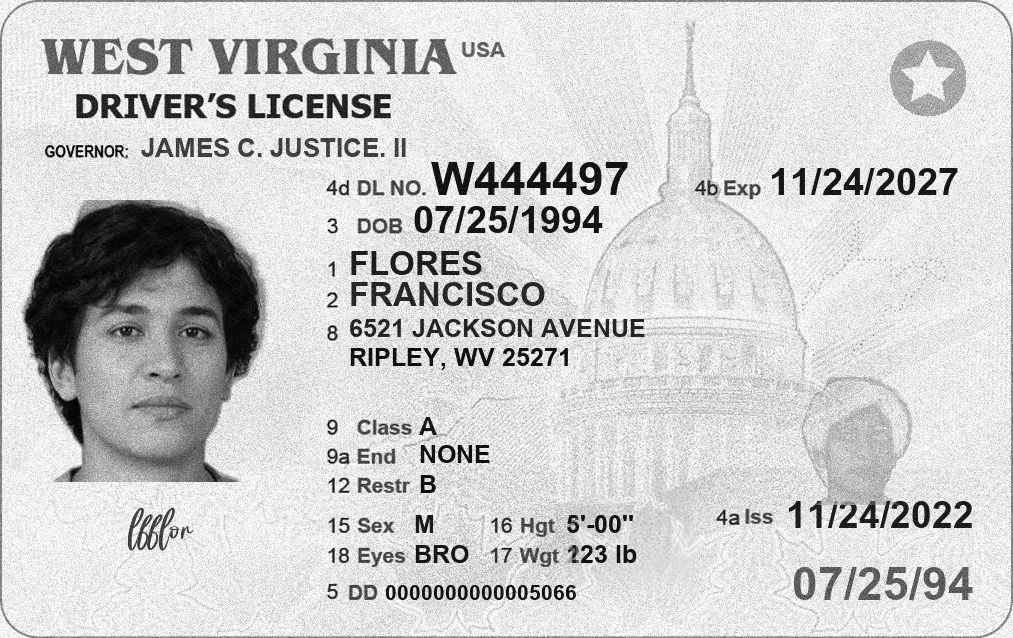 WEST VIRGINIA USA
DRIVER'S LICENSE
GOVERNOR: JAMES C. JUSTICE. II
4d DL NO. W444497 4b Exp 11/24/2027
3 DOB 07/25/1994
1 FLORES
2 FRANCISCO
8 6521 JACKSON AVENUE
RIPLEY, WV 25271
9 Class A
9a End NONE
12 Restr B
15 Sex M 16 Hgt 5'-00" 4a Iss 11/24/2022
18 Eyes BRO 17 Wgt 123 lb
5 DD 0000000000005066
07/25/94